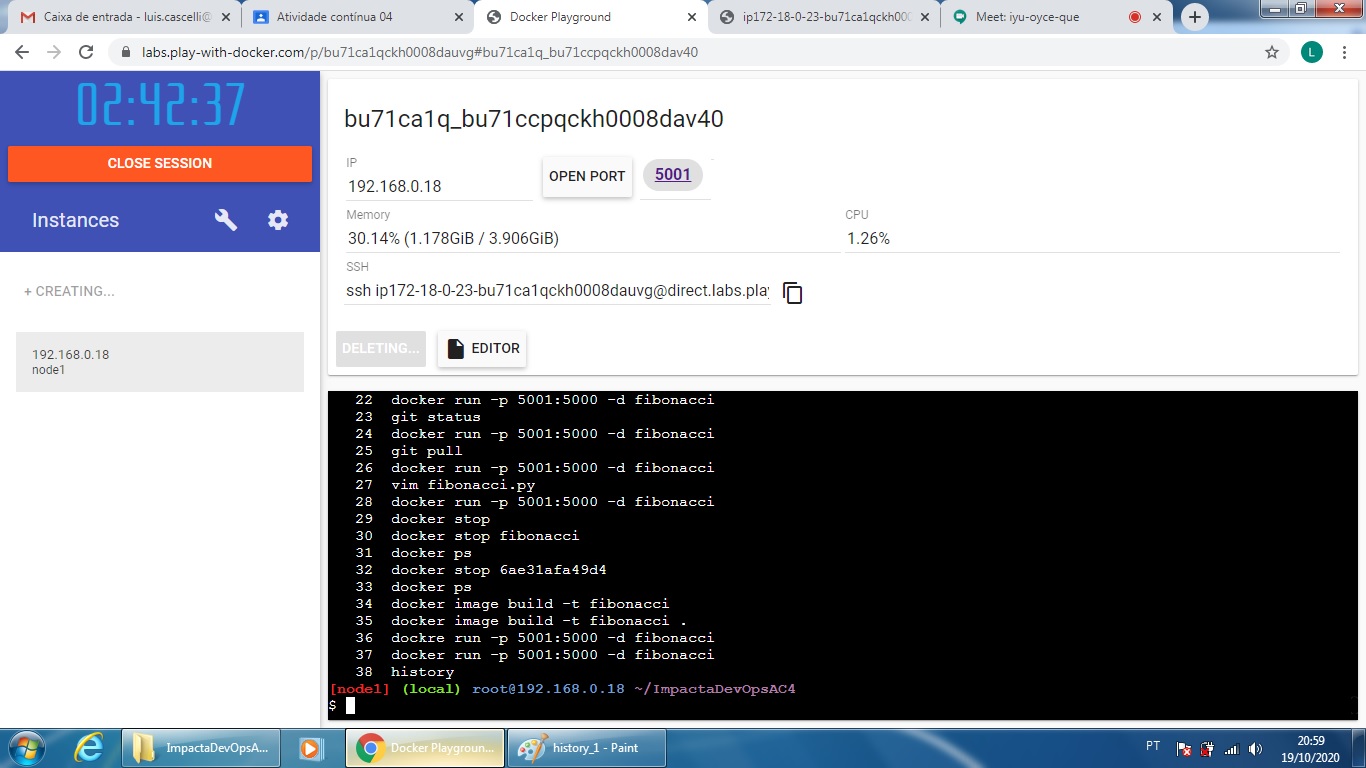 Caixa de entrada - luis.cascelli@
Atividade contínua 04
Docker Playground
ip172-18-0-23-bu71ca1qckh000
Meet: iyu-oyce-que
labs.play-with-docker.com/p/bu71ca1qckh0008dauvg#bu71ca1q_bu71ccpqckh0008dav40
L
02:42:37
CLOSE SESSION
Instances
+ CREATING...
192.168.0.18
node1
bu71ca1q_bu71ccpqckh0008dav40
IP
192.168.0.18
OPEN PORT
5001
Memory
30.14% (1.178GiB / 3.906GiB)
CPU
1.26%
SSH
ssh ip172-18-0-23-bu71ca1qckh0008dauvg@direct.labs.play
DELETING...
EDITOR
22 docker run -p 5001:5000 -d fibonacci
23 git status
24 docker run -p 5001:5000 -d fibonacci
25 git pull
26 docker run -p 5001:5000 -d fibonacci
27 vim fibonacci.py
28 docker run -p 5001:5000 -d fibonacci
29 docker stop
30 docker stop fibonacci
31 docker ps
32 docker stop 6ae31afa49d4
33 docker ps
34 docker image build -t fibonacci
35 docker image build -t fibonacci .
36 dockre run -p 5001:5000 -d fibonacci
37 docker run -p 5001:5000 -d fibonacci
38 history
[node1] (local) root@192.168.0.18 ~/ImpactaDevOpsAC4
$
ImpactaDevOpsA...
Docker Playgroun...
history_1 - Paint
PT
20:59
19/10/2020